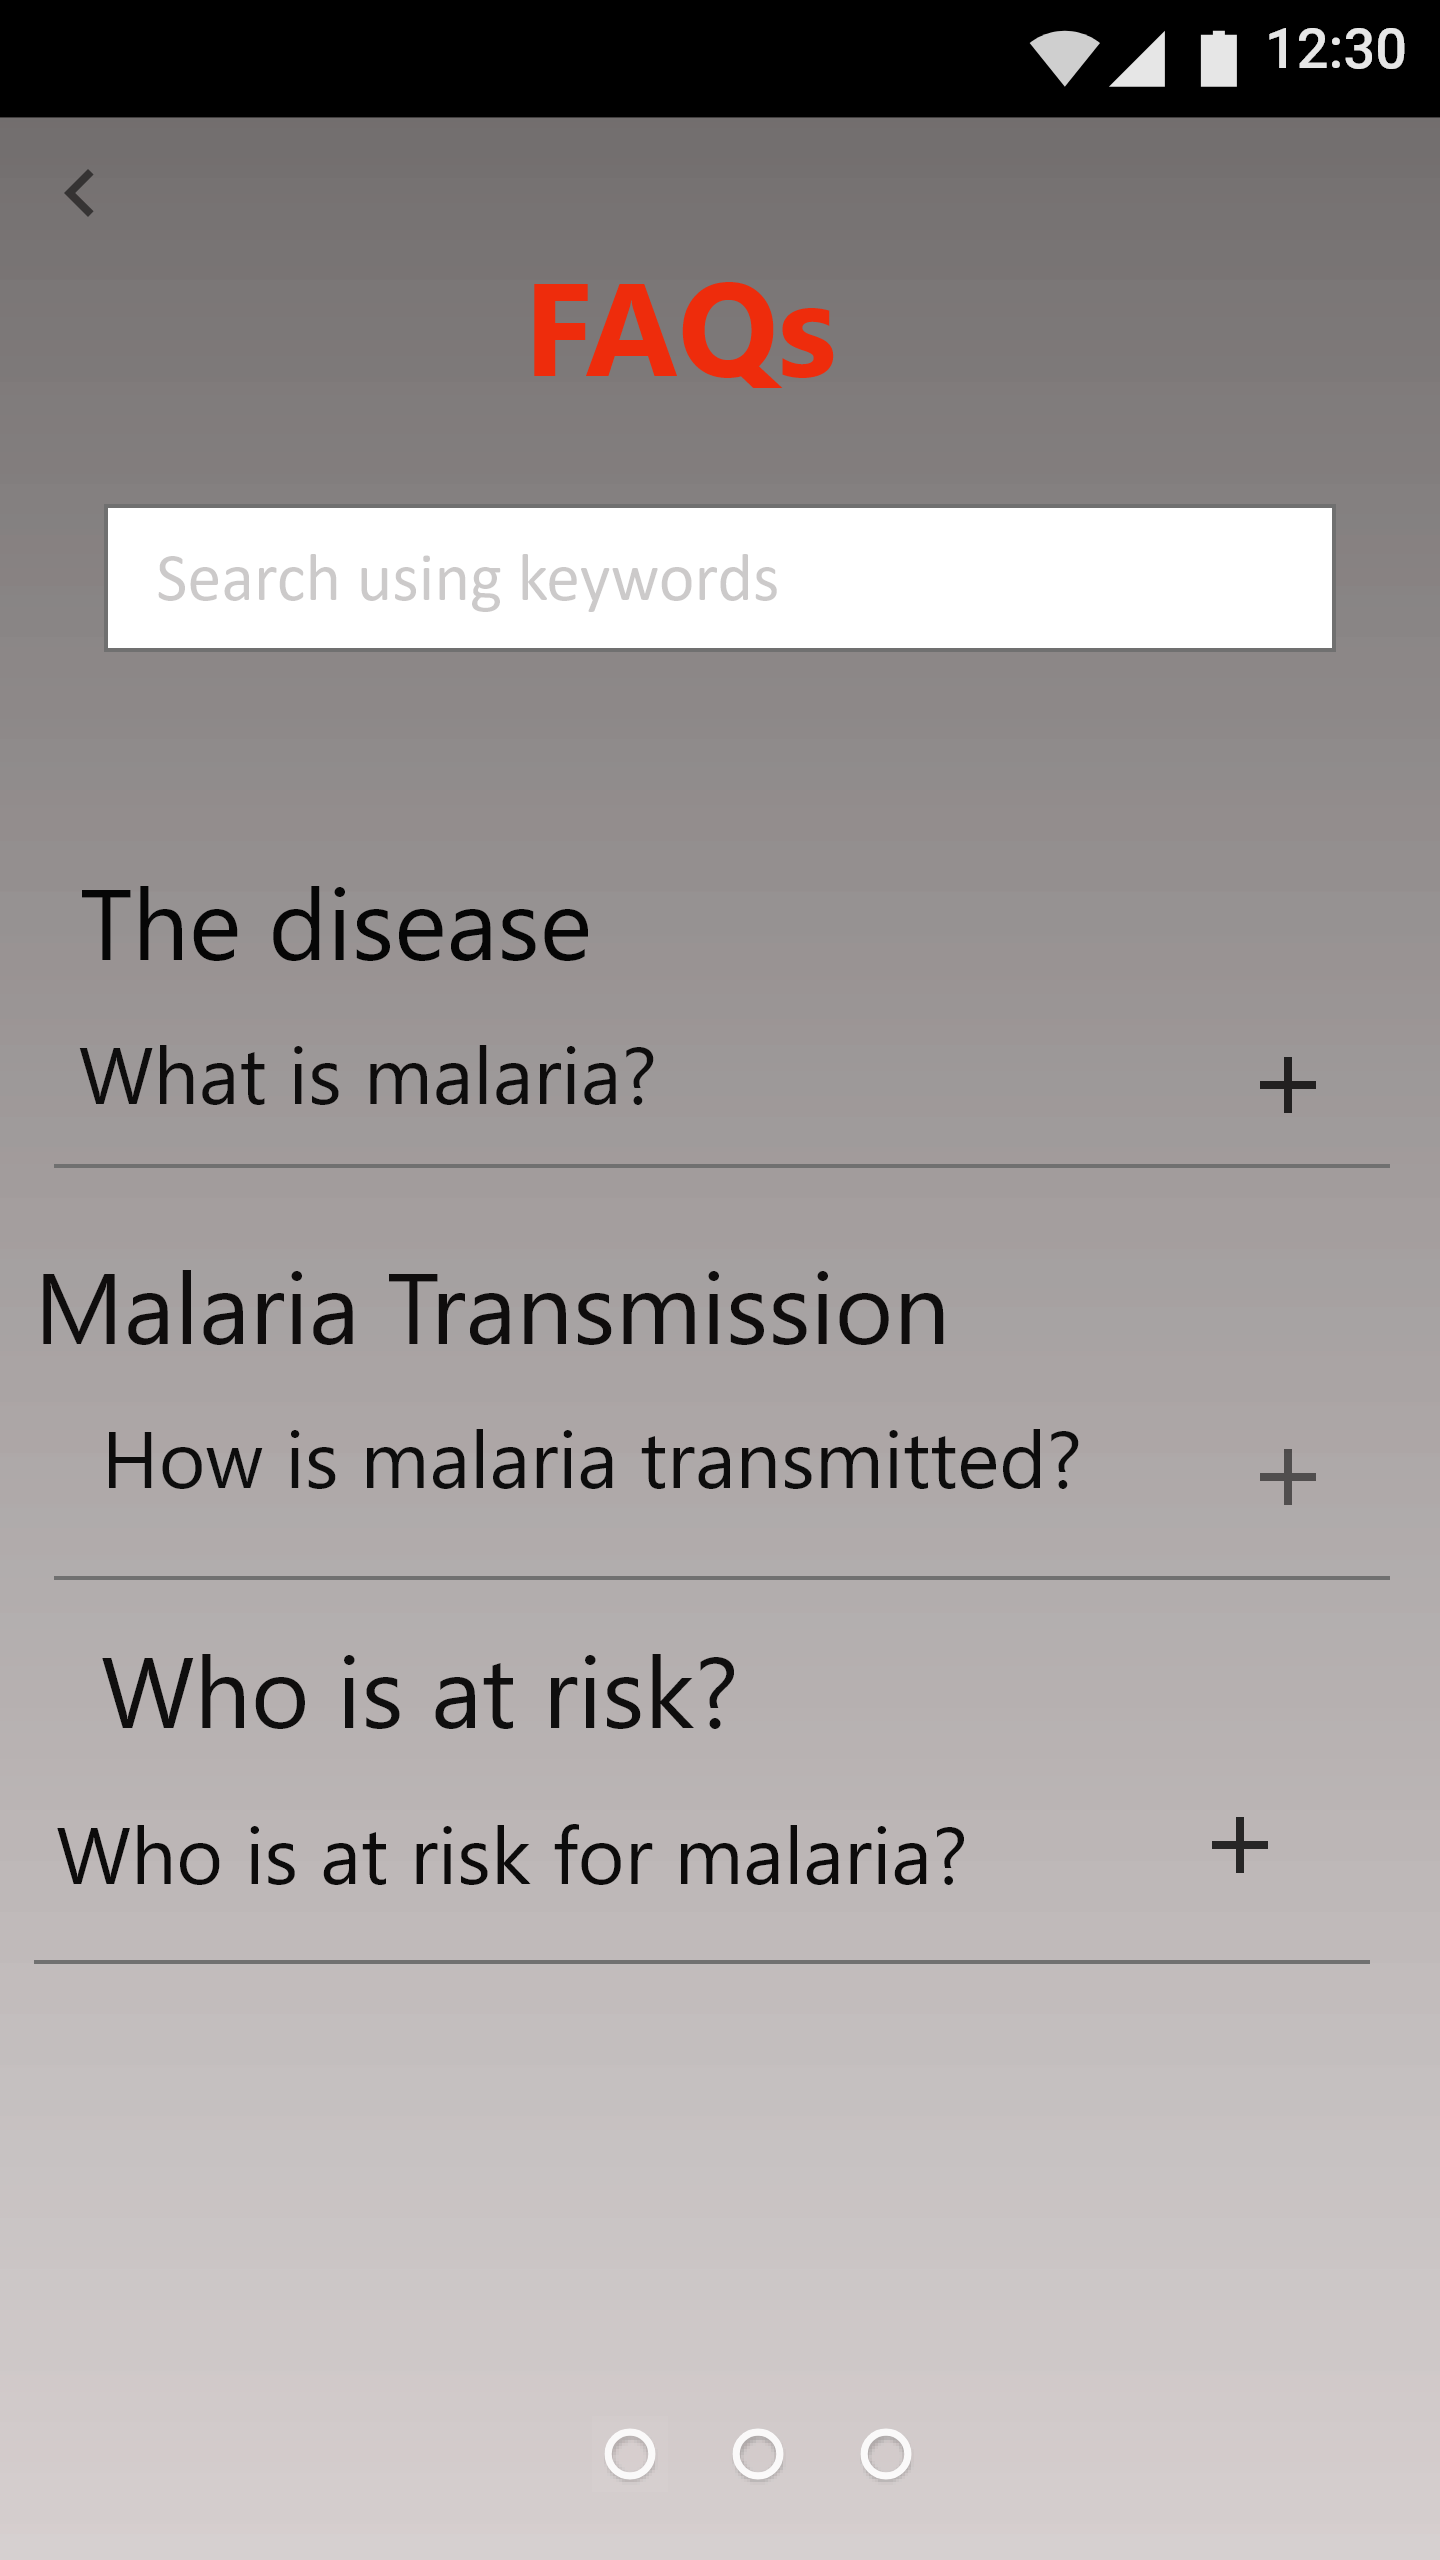 12:30
FAQs
Search using keywords
The disease
What is malaria?
Malaria Transmission
How is malaria transmitted?
Who is at risk?
Who is at risk for malaria?